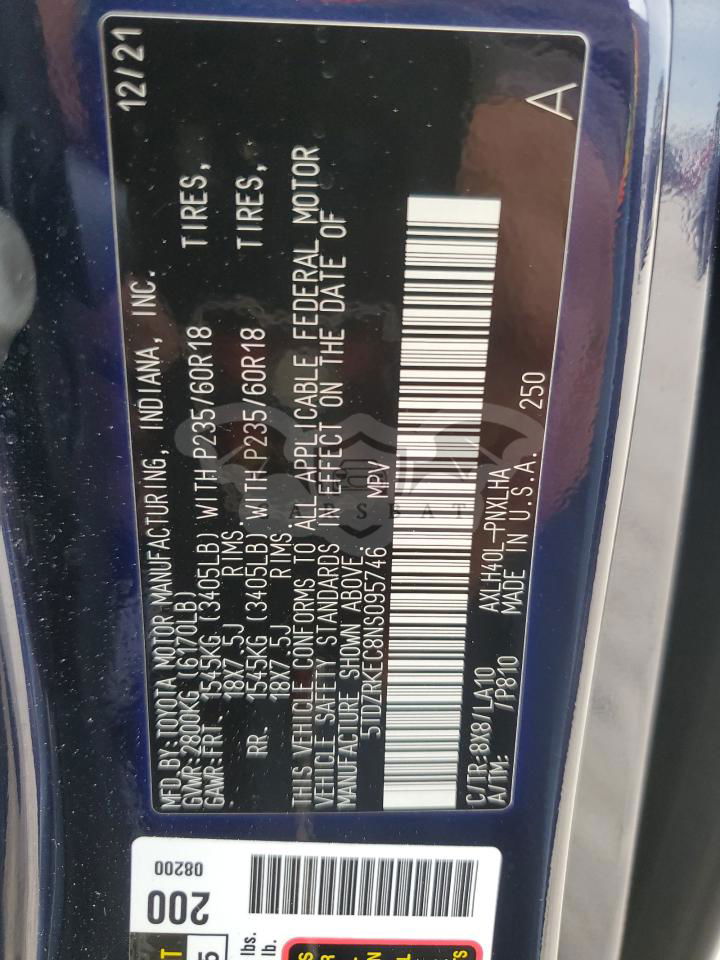 MFD.BY:TOYOTA MOTOR MANUFACTURING, INDIANA, INC. 12/21
GVWR:2800KG (6170LB)
GAWR:FRT. 1545KG (3405LB) WITH P235/60R18 TIRES,
18X7.5J RIMS.
RR. 1545KG (3405LB) WITH P235/60R18 TIRES,
18X7.5J RIMS.
THIS VEHICLE CONFORMS TO ALL APPLICABLE FEDERAL MOTOR
VEHICLE SAFETY STANDARDS IN EFFECT ON THE DATE OF
MANUFACTURE SHOWN ABOVE.
5TDZRKEC8NS095746 MPV
C/TR:8X8/LA10 AXLH40L-PNXLHA
A/TM: /P810 MADE IN U.S.A. 250
A
08200
200
lbs.
lb.